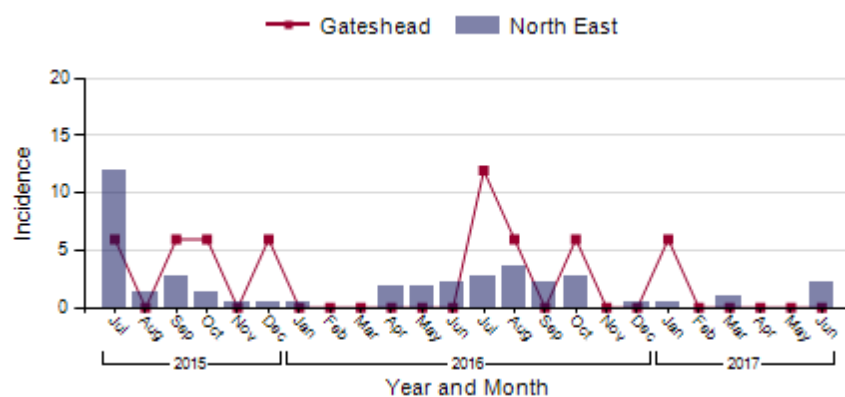 Gateshead North East
20
15
10
5
0
Incidence
Jul Aug Sep Oct Nov Dec Jan Feb Mar Apr May Jun Jul Aug Sep Oct Nov Dec Jan Feb Mar Apr May Jun
2015 2016 2017
Year and Month